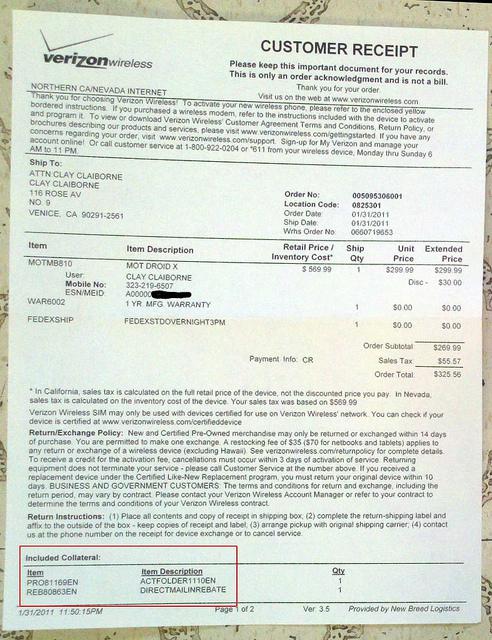 verizonwireless
CUSTOMER RECEIPT
Please keep this important document for your records.
This is only an order acknowledgment and is not a bill.
Thank you for your order.
Visit us on the web at www.verizonwireless.com
NORTHERN CA/NEVADA INTERNET
Thank you for choosing Verizon Wireless! To activate your new wireless phone, please refer to the enclosed yellow
bordered instructions. If you purchased a wireless modem, refer to the instructions included with the device to activate
and program it. To view or download Verizon Wireless' Customer Agreement Terms and Conditions, Return Policy, or
brochures describing our products and services, please visit www.verizonwireless.com/gettingstarted. If you have any
concerns regarding your order, visit www.verizonwireless.com/support. Sign-up for My Verizon and manage your
account online! Or call customer service at 1-800-922-0204 or *611 from your wireless device, Monday thru Sunday 6
AM to 11 PM.
Ship To:
ATTN CLAY CLAIBORNE
CLAY CLAIBORNE
116 ROSE AV
NO. 9
VENICE, CA 90291-2561
Order No: 005095306001
Location Code: 0825301
Order Date: 01/31/2011
Ship Date: 01/31/2011
Wrhs Order No: 0660719653
Item Item Description Retail Price / Inventory Cost* Ship Qty Unit Price Extended Price
MOTMB810 MOT DROID X $ 569.99 1 $299.99 $299.99
User: CLAY CLAIBORNE Disc - $30.00
Mobile No: 323-219-6507
ESN/MEID: A00000
WAR6002 1 YR. MFG. WARRANTY 1 $0.00 $0.00
FEDEXSHIP FEDEXSTDOVERNIGHT3PM 1 $0.00 $0.00
Order Subtotal $269.99
Payment Info: CR Sales Tax: $55.57
Order Total: $325.56
* In California, sales tax is calculated on the full retail price of the device, not the discounted price you pay. In Nevada,
sales tax is calculated on the inventory cost of the device. Your sales tax was based on $569.99
Verizon Wireless SIM may only be used with devices certified for use on Verizon Wireless' network. You can check if your
device is certified at www.verizonwireless.com/certifieddevice
Return/Exchange Policy: New and Certified Pre-Owned merchandise may only be returned or exchanged within 14 days
of purchase. You are permitted to make one exchange. A restocking fee of $35 ($70 for netbooks and tablets) applies to
any return or exchange of a wireless device (excluding Hawaii). See verizonwireless.com/returnpolicy for complete details.
To receive a credit for the activation fee, cancellations must occur within 3 days of activation of service. Returning
equipment does not terminate your service - please call Customer Service at the number above. If you received a
replacement device under the Certified Like-New Replacement program, you must return your original device within 10
days. BUSINESS AND GOVERNMENT CUSTOMERS: The terms and conditions for return and exchange, including the
return period, may vary by contract. Please contact your Verizon Wireless Account Manager or refer to your contract to
determine the terms and conditions of your Verizon Wireless contract.
Return Instructions: (1) Place all contents and copy of receipt in shipping box, (2) complete the return-shipping label and
affix to the outside of the box - keep copies of receipt and label; (3) arrange pickup with original shipping carrier; (4) contact
us at the phone number on the receipt for device exchange or to cancel service.
Included Collateral:
Item Item Description Qty
PRO81169EN ACTFOLDER1110EN 1
REB80863EN DIRECTMAILINREBATE 1
1/31/2011 11:50:15PM Page 1 of 2 Ver: 3.5 Provided by New Breed Logistics